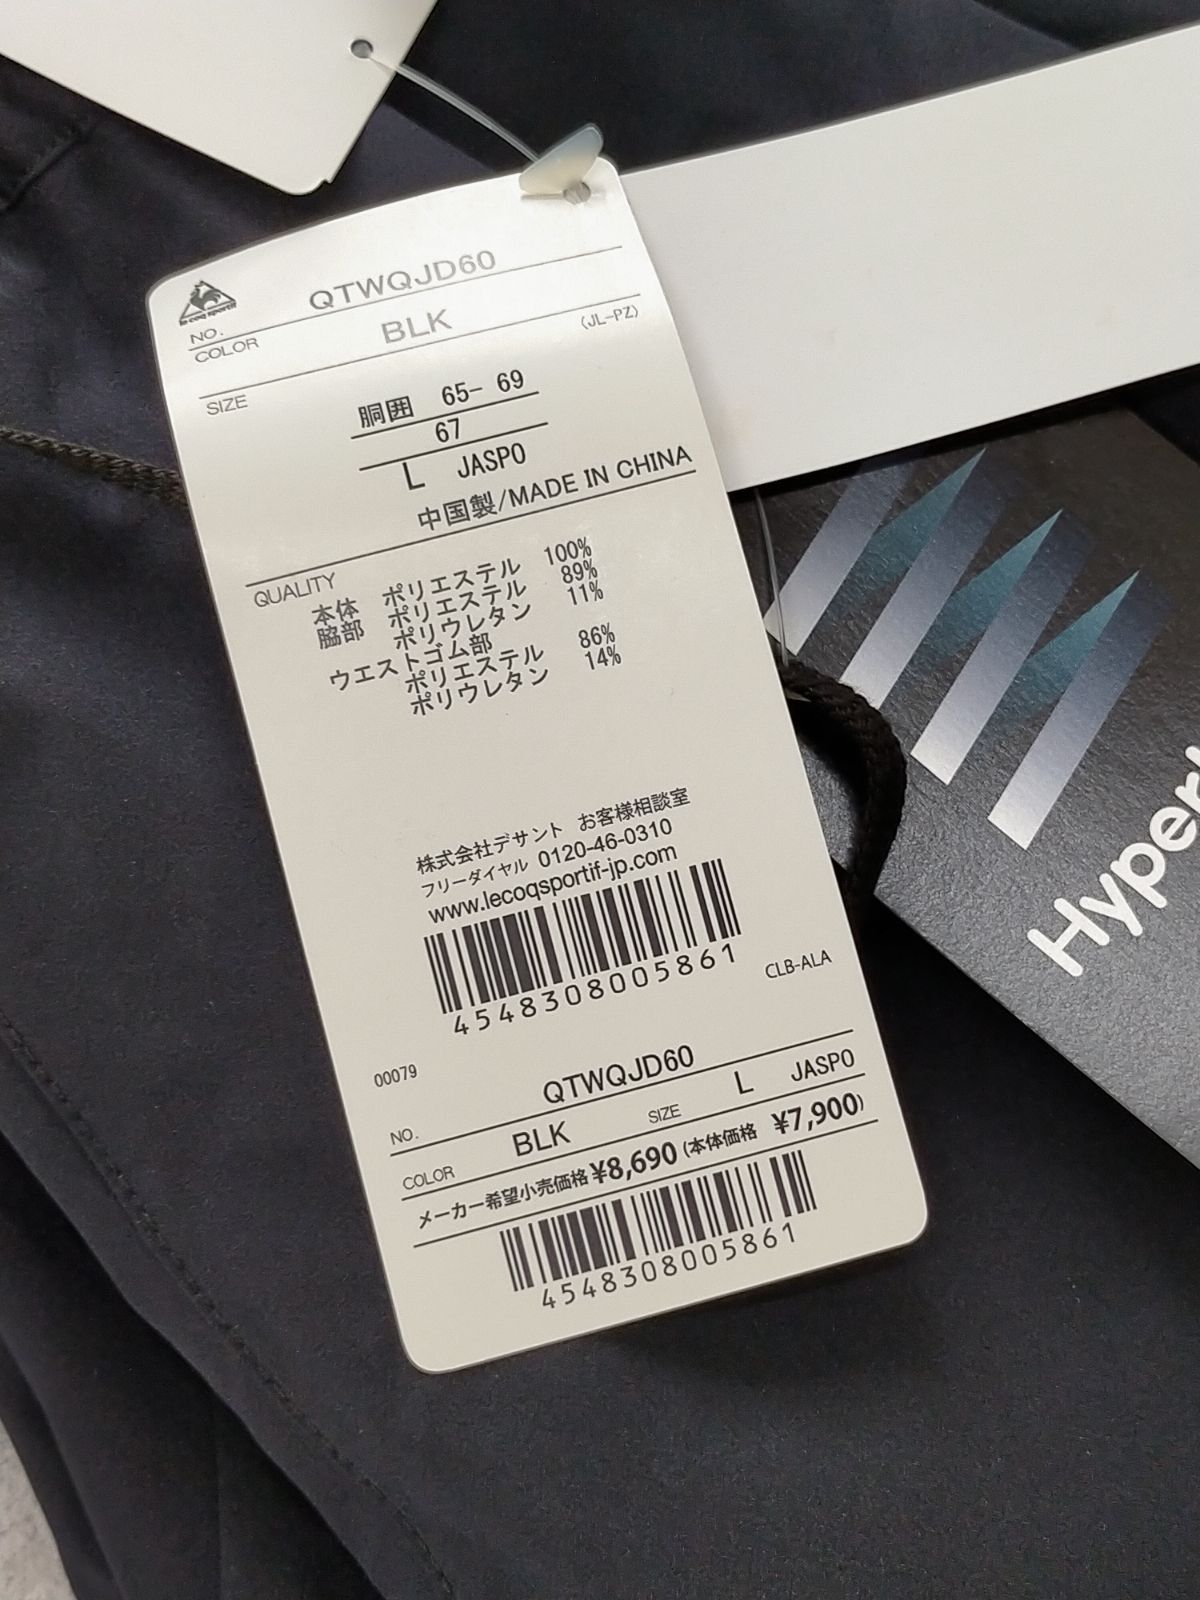 le coq sportif
NO. QTWQJD60
COLOR BLK (JL-PZ)
SIZE
胴囲 65- 69
67
L JASPO
中国製/MADE IN CHINA
QUALITY
本体 ポリエステル 100%
脇部 ポリエステル 89%
ポリウレタン 11%
ウエストゴム部
ポリエステル 86%
ポリウレタン 14%
株式会社デサント お客様相談室
フリーダイヤル 0120-46-0310
www.lecoqsportif-jp.com
4548308005861
CLB-ALA
00079
NO. QTWQJD60
COLOR BLK SIZE L JASPO
メーカー希望小売価格 ¥8,690 (本体価格 ¥7,900)
4548308005861